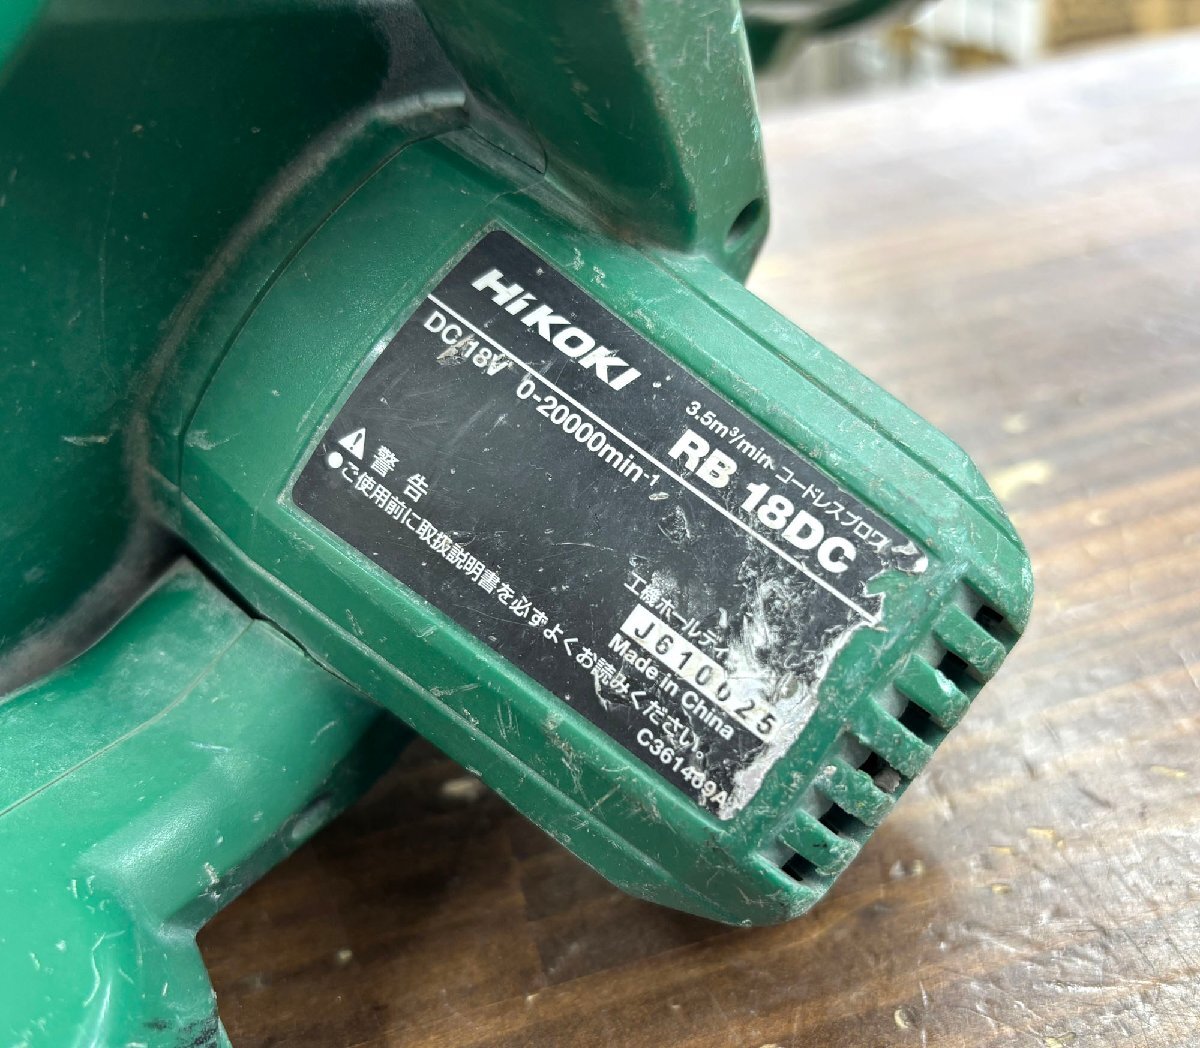 HiKOKI
3.5m³/min コードレスブロワ
RB 18DC
DC 18V 0-20000min-1
警告
●ご使用前に取扱説明書を必ずよくお読みください。
工機ホールディ
J610025
Made in China
C361469A